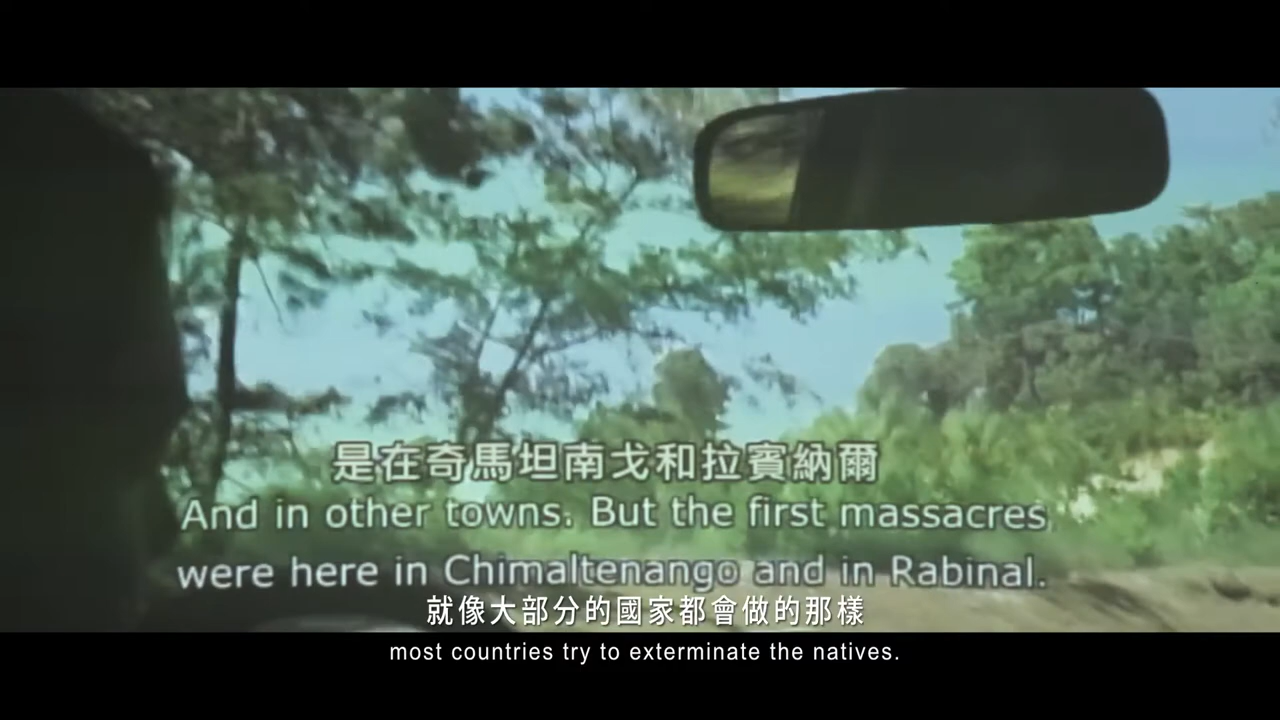 是在奇馬坦南戈和拉賓納爾
And in other towns. But the first massacres
were here in Chimaltenango and in Rabinal.
就像大部分的國家都會做的那樣
most countries try to exterminate the natives.